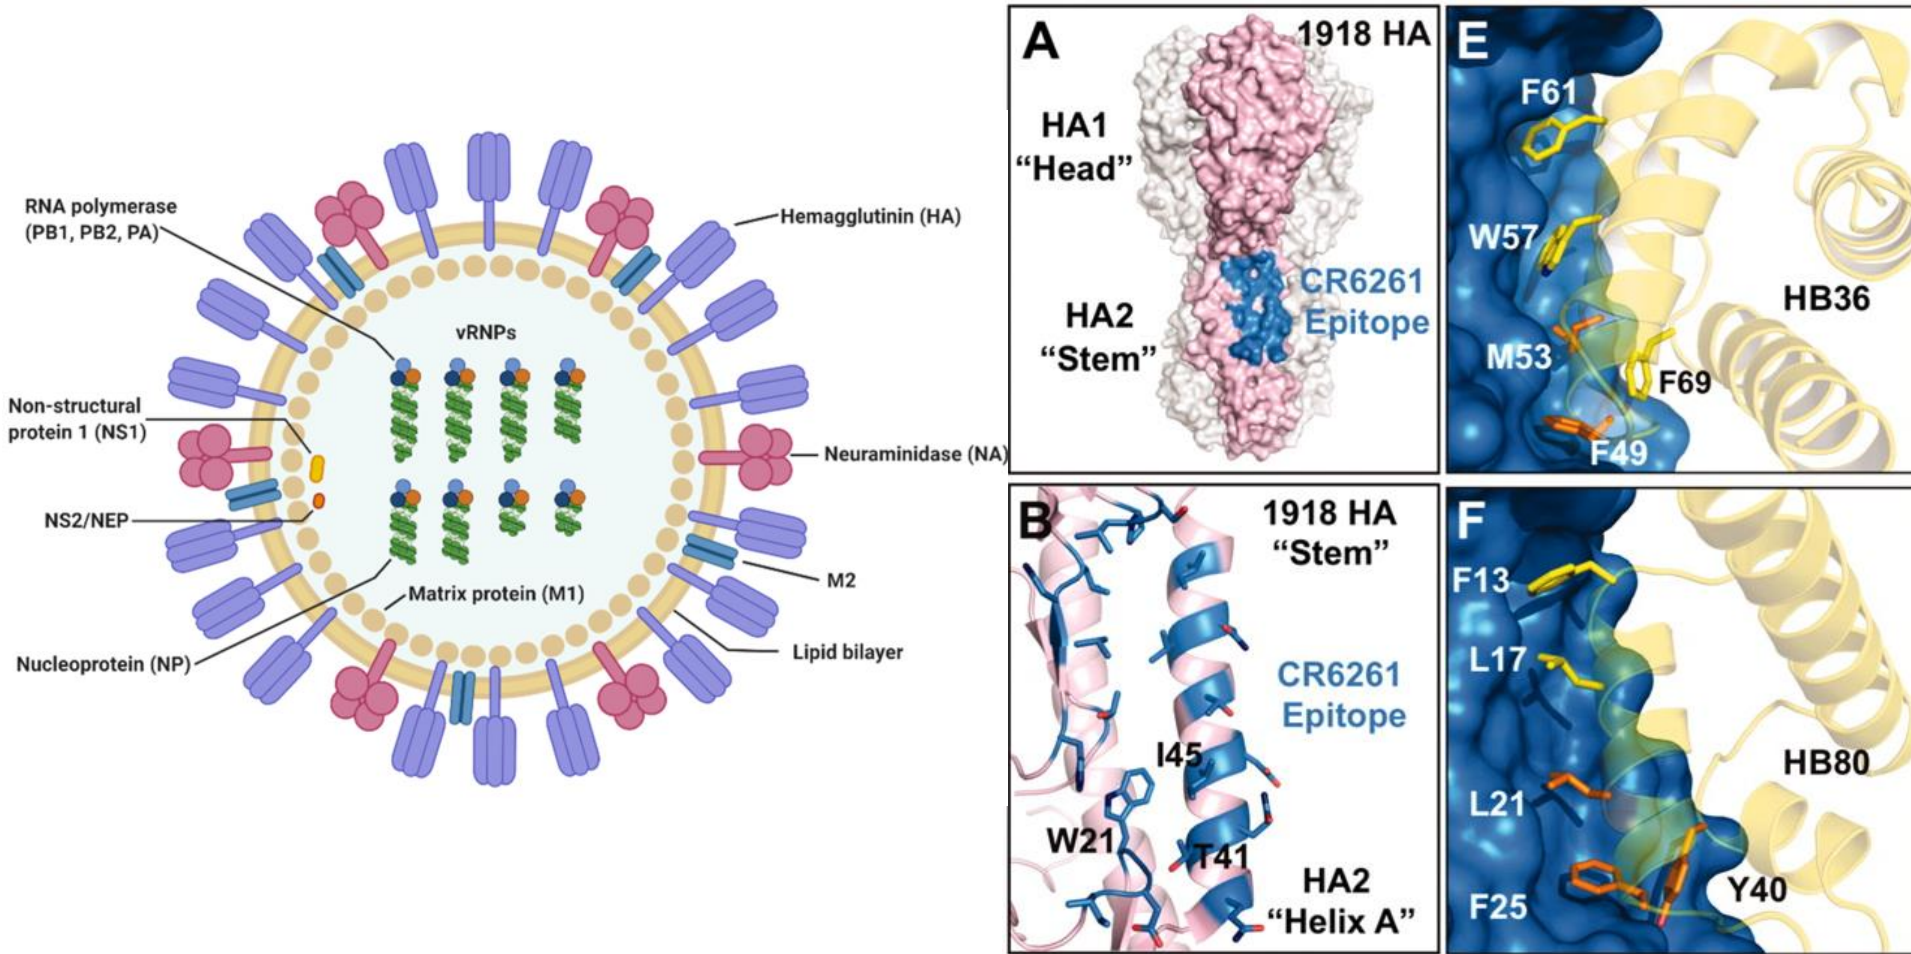 RNA polymerase
(PB1, PB2, PA)
Hemagglutinin (HA)
vRNPs
Non-structural
protein 1 (NS1)
Neuraminidase (NA)
NS2/NEP
M2
Matrix protein (M1)
Lipid bilayer
Nucleoprotein (NP)
A
1918 HA
HA1
“Head”
CR6261
Epitope
HA2
“Stem”
B
1918 HA
“Stem”
CR6261
Epitope
I45
W21
T41
HA2
“Helix A”
E
F61
W57
HB36
M53
F69
F49
F
F13
L17
HB80
L21
Y40
F25